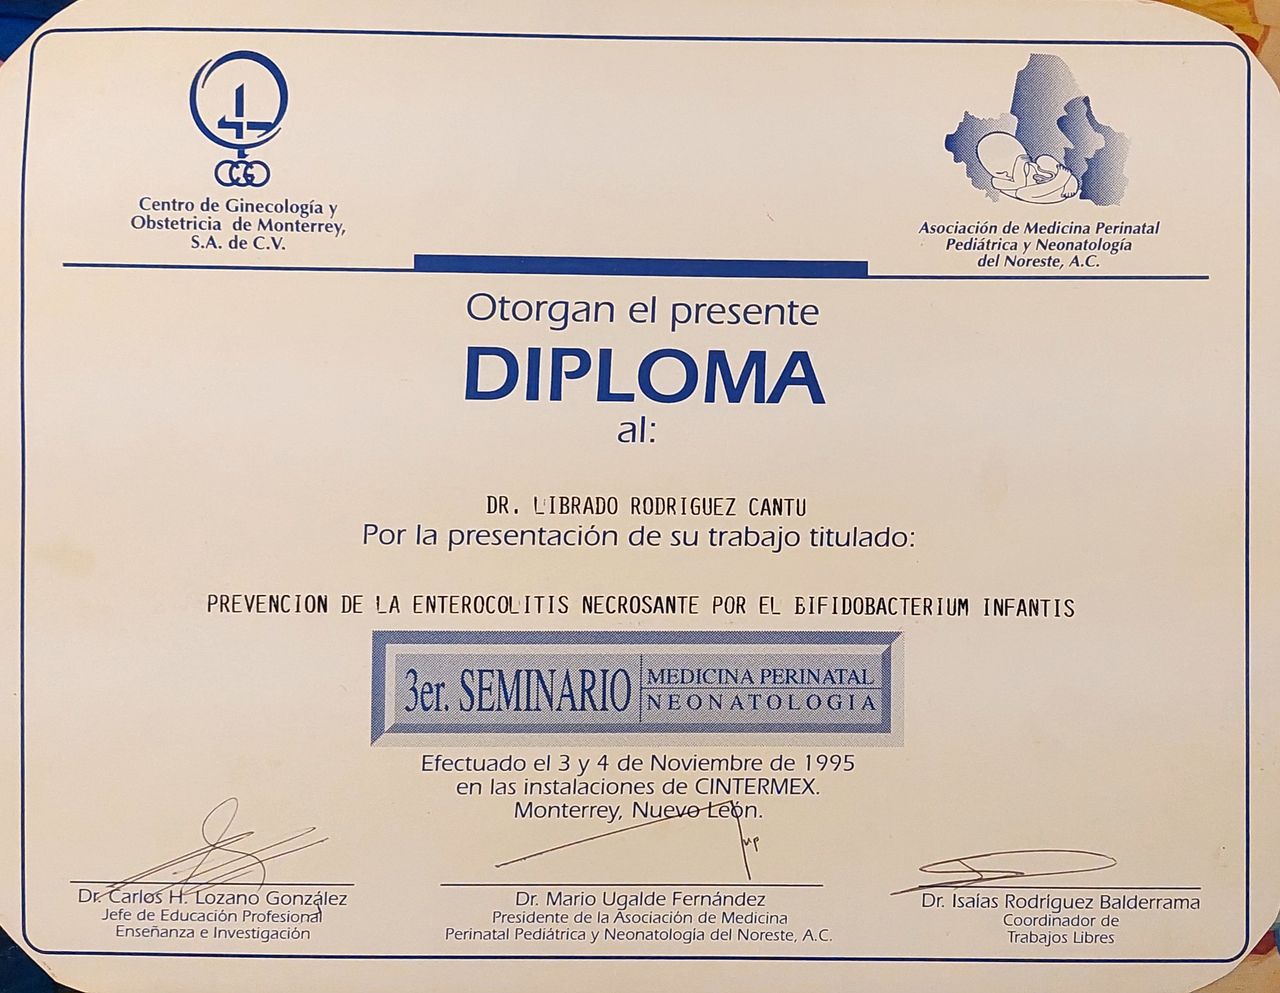 CGO
Centro de Ginecología y
Obstetricia de Monterrey,
S.A. de C.V.
Asociación de Medicina Perinatal
Pediátrica y Neonatología
del Noreste, A.C.
Otorgan el presente
DIPLOMA
al:
DR. LIBRADO RODRIGUEZ CANTU
Por la presentación de su trabajo titulado:
PREVENCION DE LA ENTEROCOLITIS NECROSANTE POR EL BIFIDOBACTERIUM INFANTIS
3er. SEMINARIO
MEDICINA PERINATAL
NEONATOLOGIA
Efectuado el 3 y 4 de Noviembre de 1995
en las instalaciones de CINTERMEX.
Monterrey, Nuevo León.
Dr. Carlos H. Lozano González
Jefe de Educación Profesional
Enseñanza e Investigación
Dr. Mario Ugalde Fernández
Presidente de la Asociación de Medicina
Perinatal Pediátrica y Neonatología del Noreste, A.C.
Dr. Isaías Rodríguez Balderrama
Coordinador de
Trabajos Libres